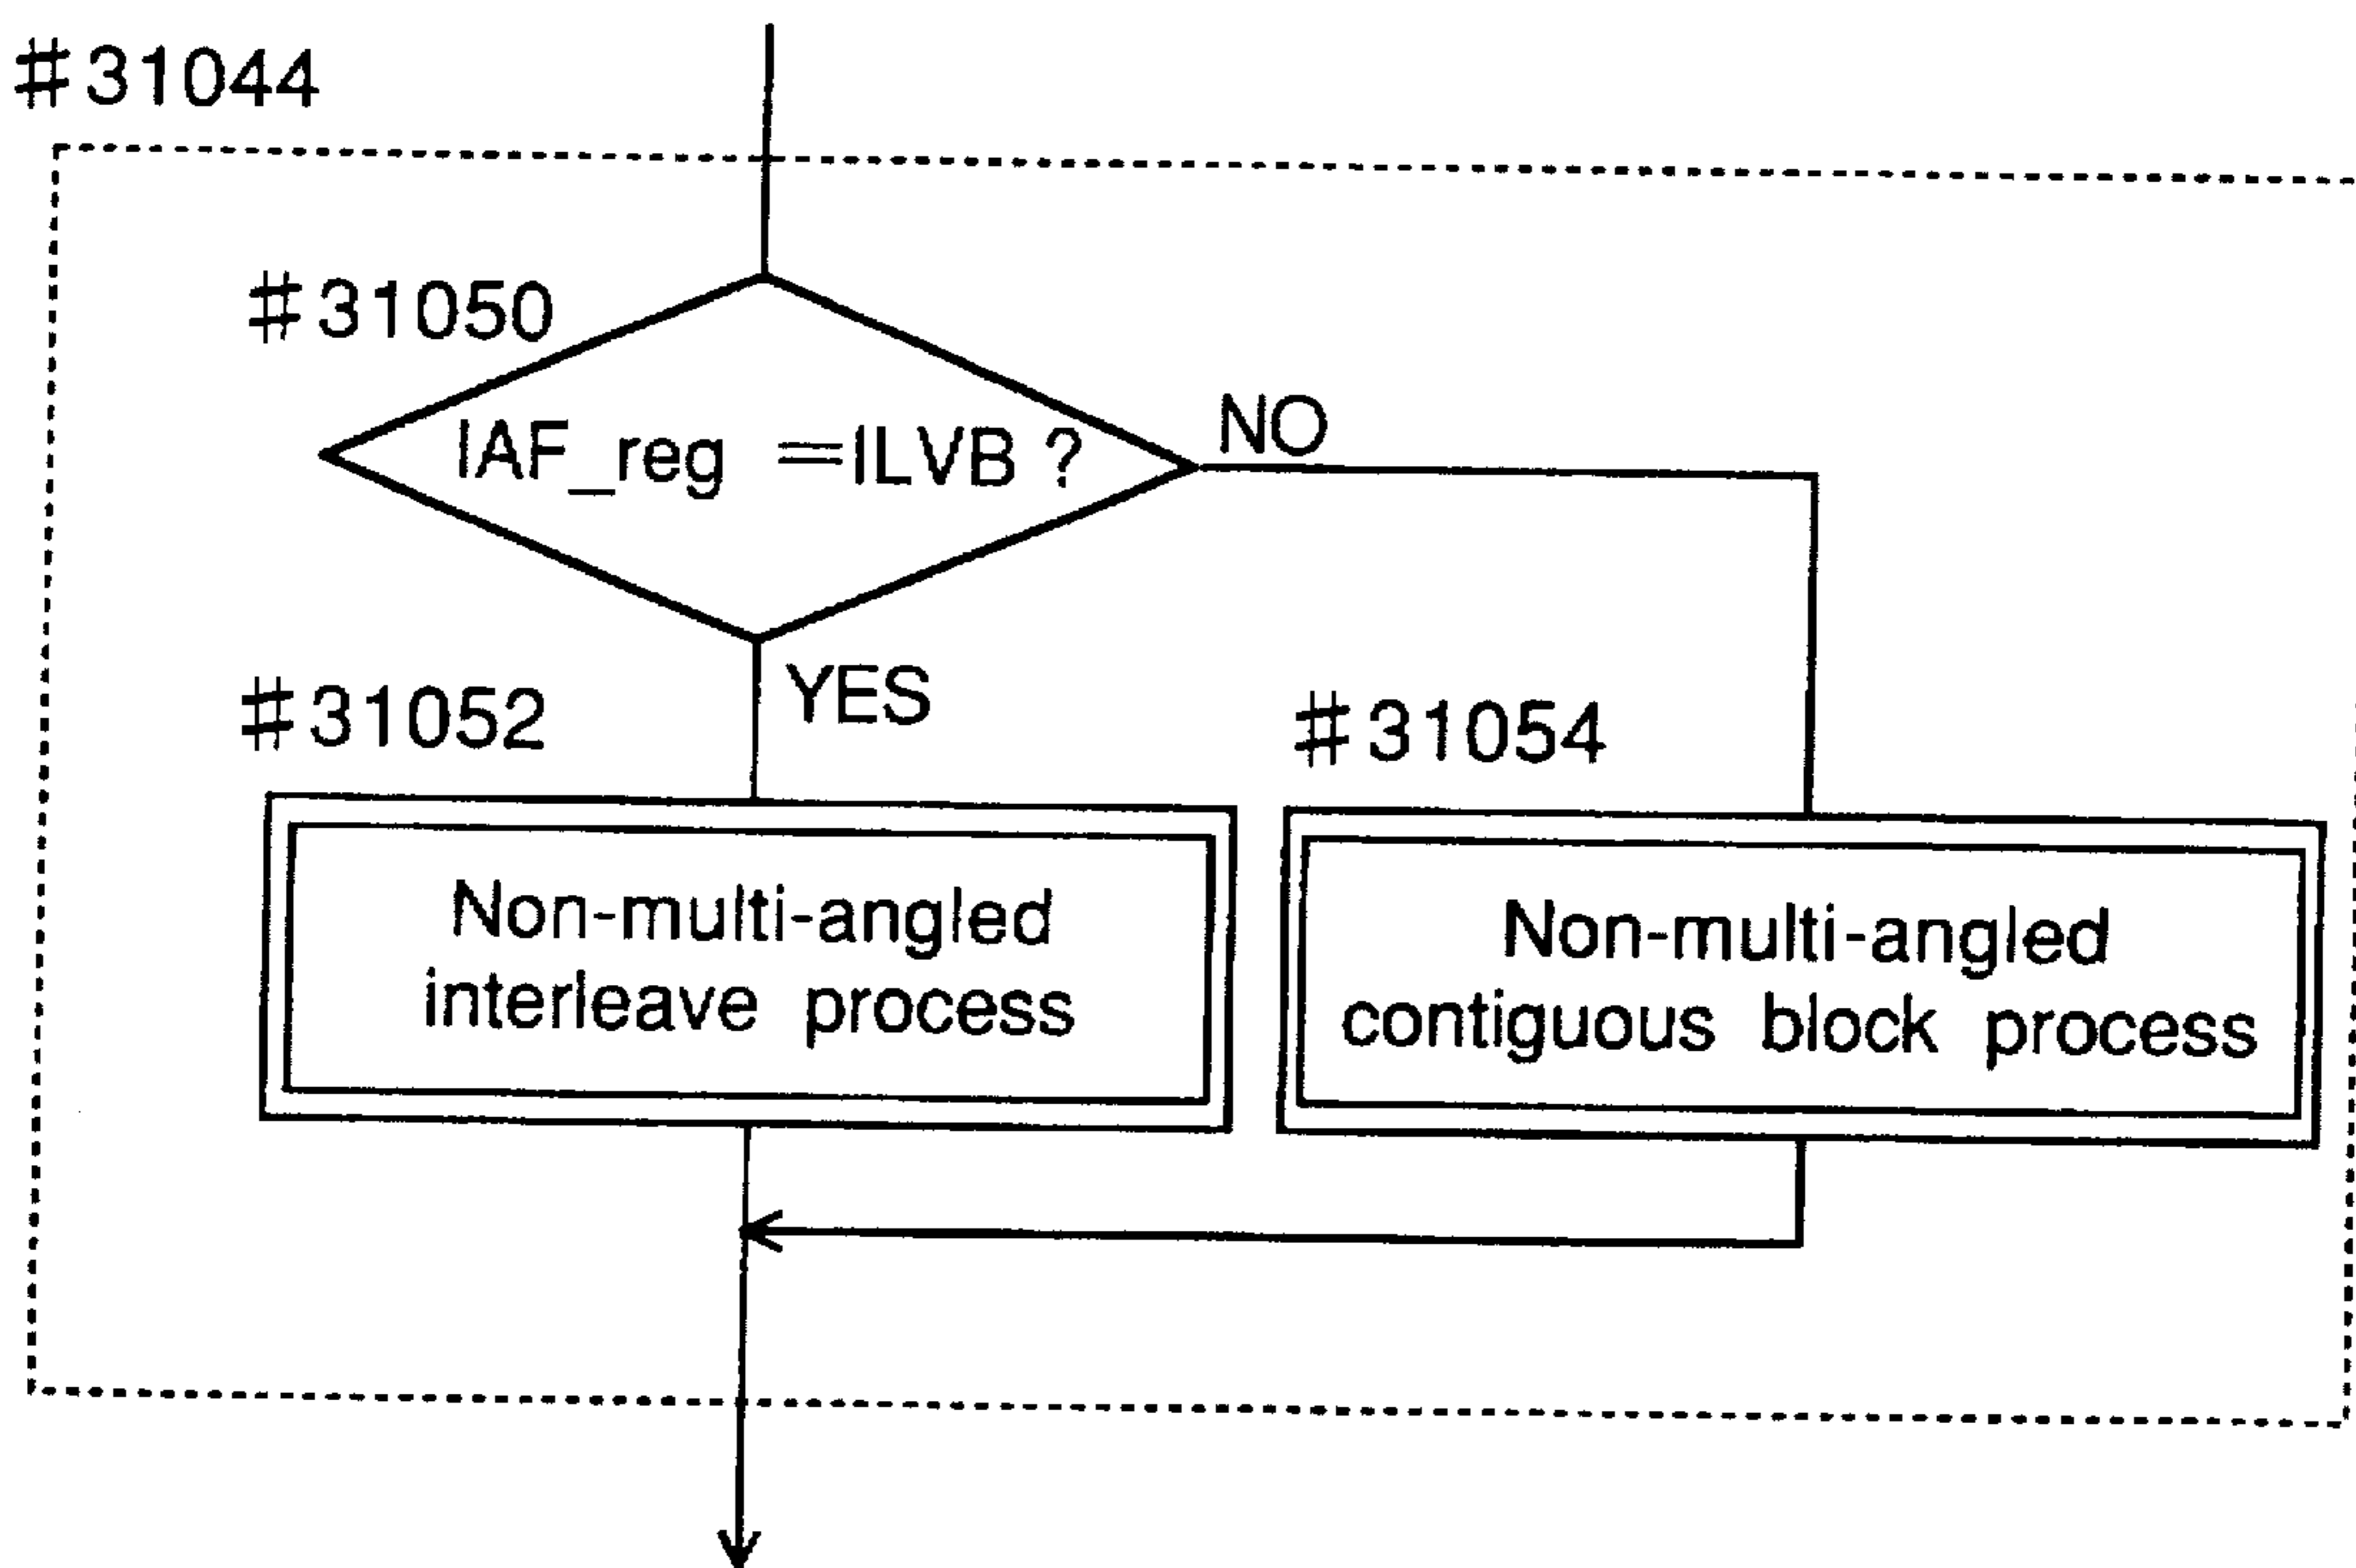 #31044
#31050
IAF_reg =ILVB ?
NO
YES
#31052
#31054
Non-multi-angled
interleave process
Non-multi-angled
contiguous block process